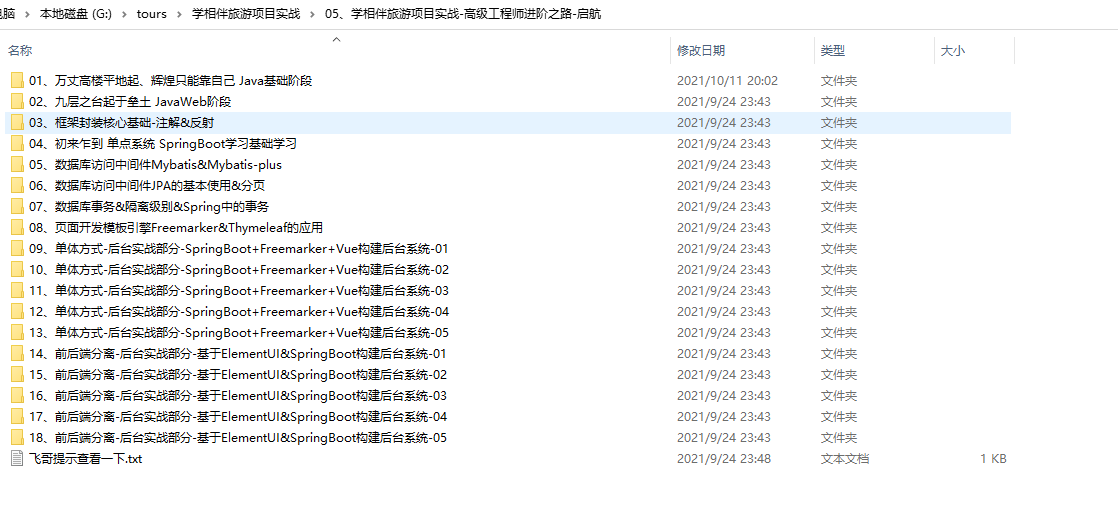 电脑 › 本地磁盘 (G:) › tours › 学相伴旅游项目实战 › 05、学相伴旅游项目实战-高级工程师进阶之路-启航
名称 修改日期 类型 大小
01、万丈高楼平地起、辉煌只能靠自己 Java基础阶段 2021/10/11 20:02 文件夹
02、九层之台起于垒土 JavaWeb阶段 2021/9/24 23:43 文件夹
03、框架封装核心基础-注解&反射 2021/9/24 23:43 文件夹
04、初来乍到 单点系统 SpringBoot学习基础学习 2021/9/24 23:43 文件夹
05、数据库访问中间件Mybatis&Mybatis-plus 2021/9/24 23:43 文件夹
06、数据库访问中间件JPA的基本使用&分页 2021/9/24 23:43 文件夹
07、数据库事务&隔离级别&Spring中的事务 2021/9/24 23:43 文件夹
08、页面开发模板引擎Freemarker&Thymeleaf的应用 2021/9/24 23:43 文件夹
09、单体方式-后台实战部分-SpringBoot+Freemarker+Vue构建后台系统-01 2021/9/24 23:43 文件夹
10、单体方式-后台实战部分-SpringBoot+Freemarker+Vue构建后台系统-02 2021/9/24 23:43 文件夹
11、单体方式-后台实战部分-SpringBoot+Freemarker+Vue构建后台系统-03 2021/9/24 23:43 文件夹
12、单体方式-后台实战部分-SpringBoot+Freemarker+Vue构建后台系统-04 2021/9/24 23:43 文件夹
13、单体方式-后台实战部分-SpringBoot+Freemarker+Vue构建后台系统-05 2021/9/24 23:43 文件夹
14、前后端分离-后台实战部分-基于ElementUI&SpringBoot构建后台系统-01 2021/9/24 23:43 文件夹
15、前后端分离-后台实战部分-基于ElementUI&SpringBoot构建后台系统-02 2021/9/24 23:43 文件夹
16、前后端分离-后台实战部分-基于ElementUI&SpringBoot构建后台系统-03 2021/9/24 23:43 文件夹
17、前后端分离-后台实战部分-基于ElementUI&SpringBoot构建后台系统-04 2021/9/24 23:43 文件夹
18、前后端分离-后台实战部分-基于ElementUI&SpringBoot构建后台系统-05 2021/9/24 23:43 文件夹
飞哥提示查看一下.txt 2021/9/24 23:48 文本文档 1 KB